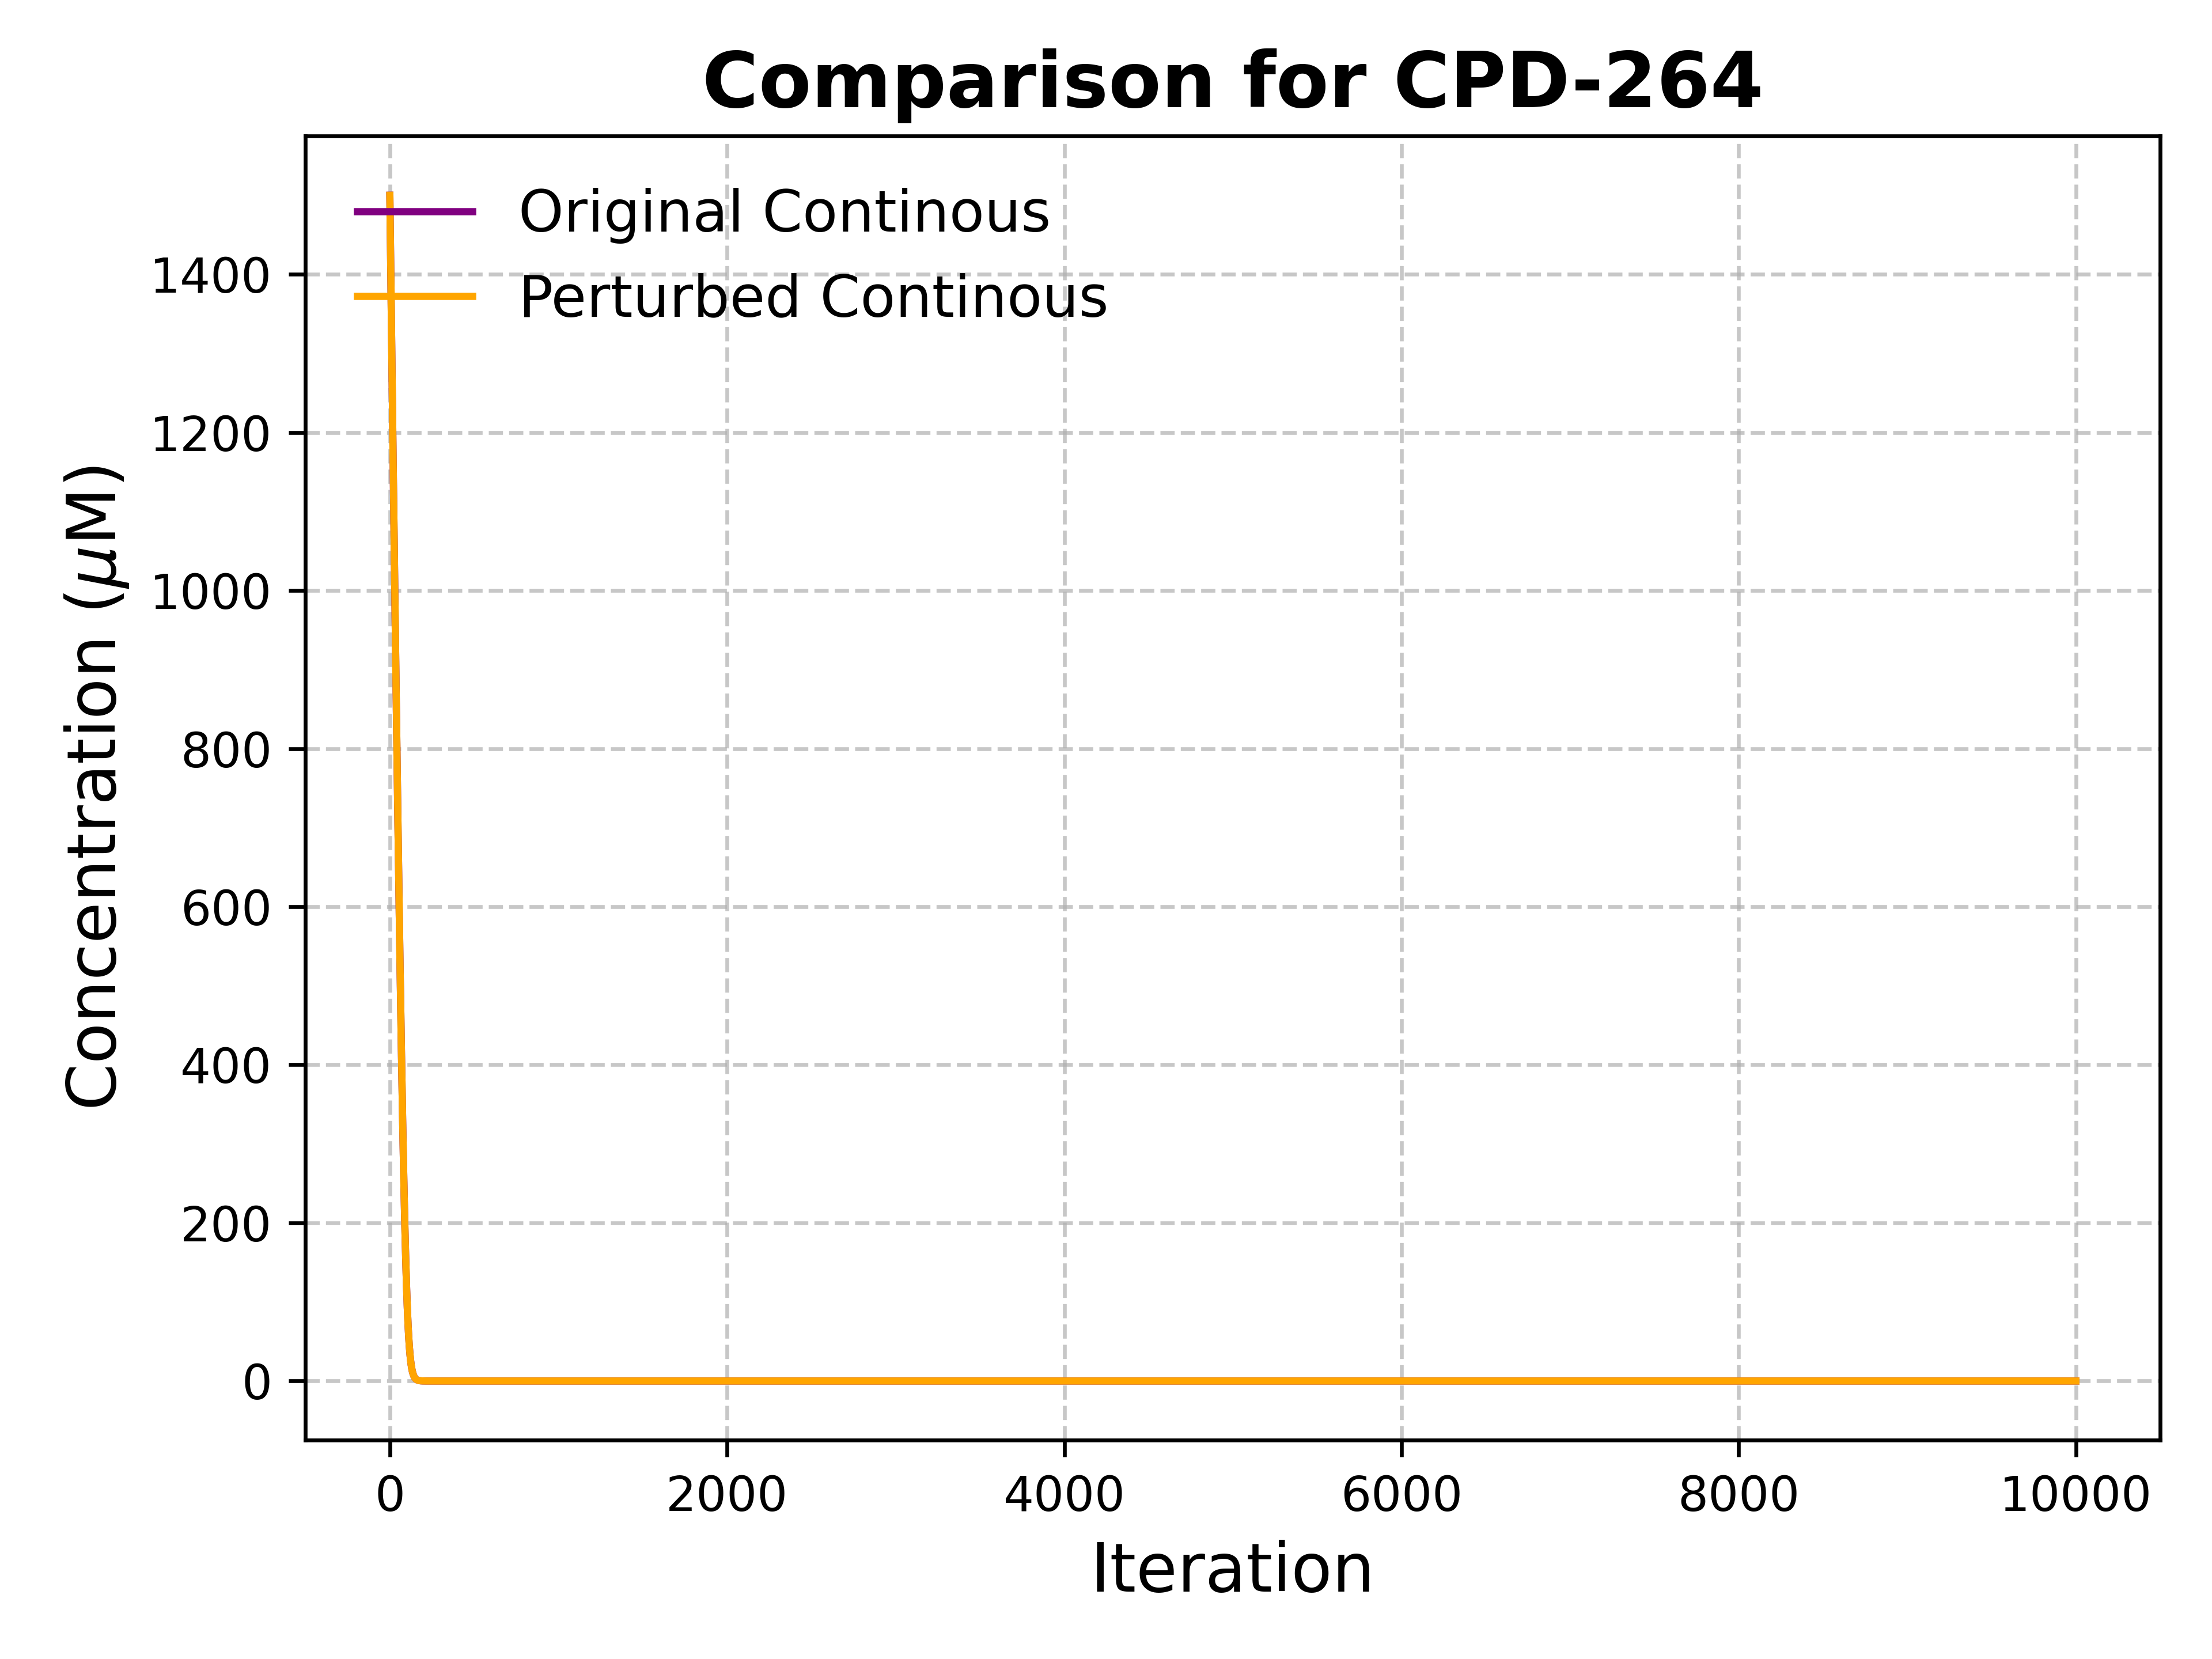 Comparison for CPD-264
Original Continous
Perturbed Continous
Concentration (μM)
1400
1200
1000
800
600
400
200
0
0 2000 4000 6000 8000 10000
Iteration